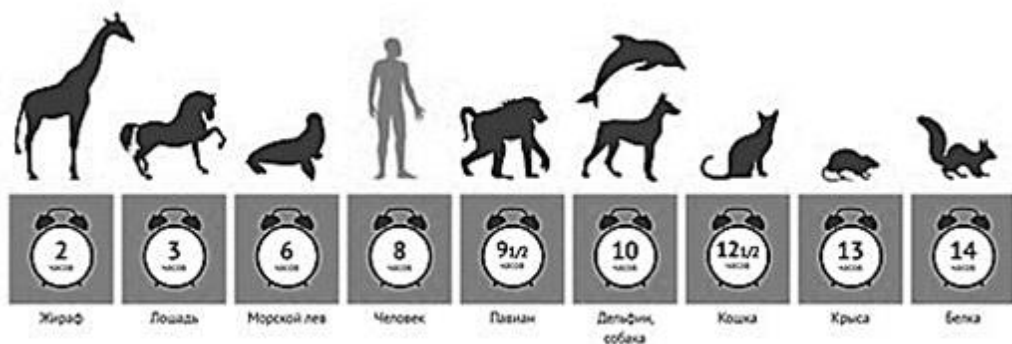 2
часов
3
часов
6
часов
8
часов
9 1/2
часов
10
часов
12 1/2
часов
13
часов
14
часов
Жираф
Лошадь
Морской лев
Человек
Павиан
Дельфин,
собака
Кошка
Крыса
Белка